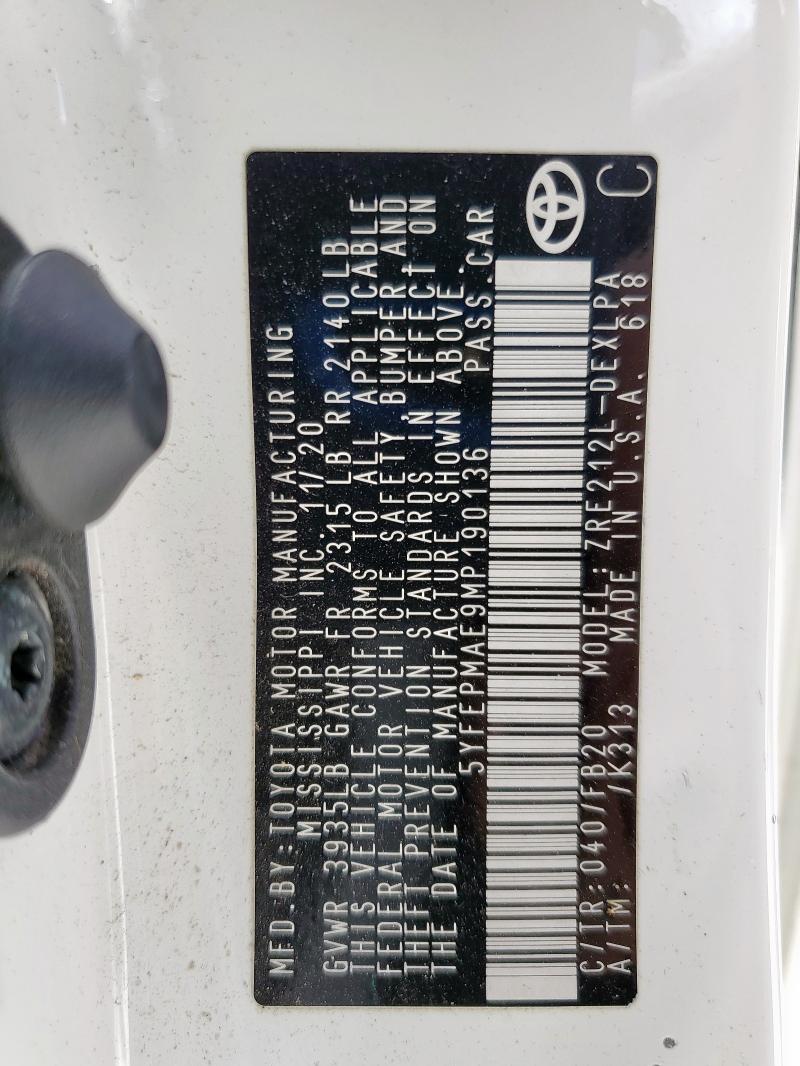 MFD.BY:TOYOTA MOTOR MANUFACTURING
MISSISSIPPI INC. 11/20
GVWR 3935LB GAWR FR 2315 LB RR 2140 LB
THIS VEHICLE CONFORMS TO ALL APPLICABLE
FEDERAL MOTOR VEHICLE SAFETY, BUMPER AND
THEFT PREVENTION STANDARDS IN EFFECT ON
THE DATE OF MANUFACTURE SHOWN ABOVE.
5YFEPMAE9MP190136 PASS.CAR
C/TR:040/FB20 MODEL:ZRE212L-DEXLPA
A/TM: /K313 MADE IN U.S.A. 618
C